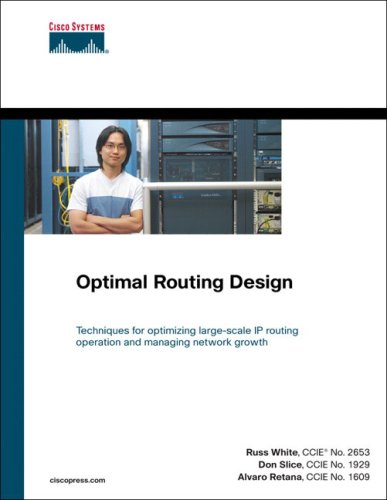 CISCO SYSTEMS
Optimal Routing Design
Techniques for optimizing large-scale IP routing
operation and managing network growth
Russ White, CCIE® No. 2653
Don Slice, CCIE No. 1929
Alvaro Retana, CCIE No. 1609
ciscopress.com